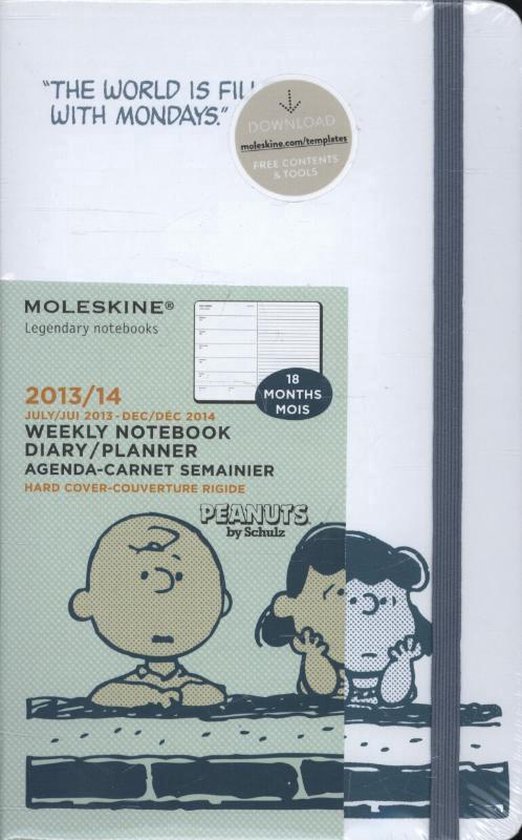 "THE WORLD IS
WITH MONDAYS."
DOWNLOAD
moleskine.com/templates
FREE CONTENTS
& TOOLS
MOLESKINE®
Legendary notebooks
18
MONTHS
MOIS
2013/14
JULY/JUI 2013-DEC/DÉC 2014
WEEKLY NOTEBOOK
DIARY/PLANNER
AGENDA-CARNET SEMAINIER
HARD COVER-COUVERTURE RIGIDE
PEANUTS
by Schulz